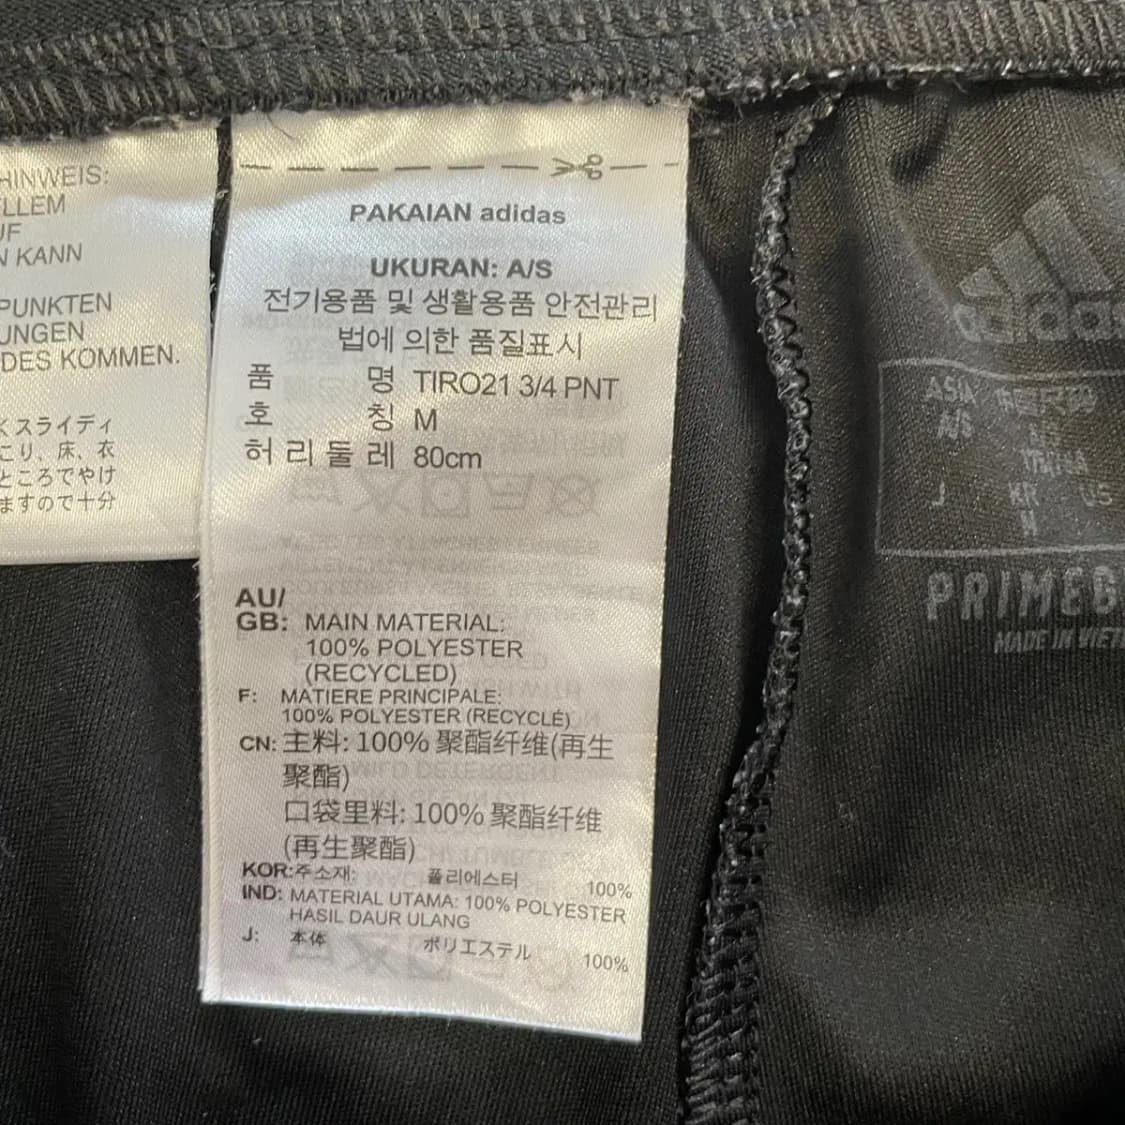 HINWEIS:
KANN
PUNKTEN
UNGEN
DES KOMMEN.
スライディ
こり、床、衣
ところでやけ
ますので十分
PAKAIAN adidas
UKURAN: A/S
전기용품 및 생활용품 안전관리
법에 의한 품질표시
품 명 TIRO21 3/4 PNT
호 칭 M
허리둘레 80cm
AU/
GB: MAIN MATERIAL:
100% POLYESTER
(RECYCLED)
F: MATIERE PRINCIPALE:
100% POLYESTER (RECYCLÉ)
CN: 主料: 100% 聚酯纤维(再生
聚酯)
口袋里料: 100% 聚酯纤维
(再生聚酯)
KOR:주소재: 폴리에스터 100%
IND: MATERIAL UTAMA: 100% POLYESTER
HASIL DAUR ULANG
J: 本体 ポリエステル 100%
adidas
ASIA
A/S
J KR US
M
PRIMEG
MADE IN VIET